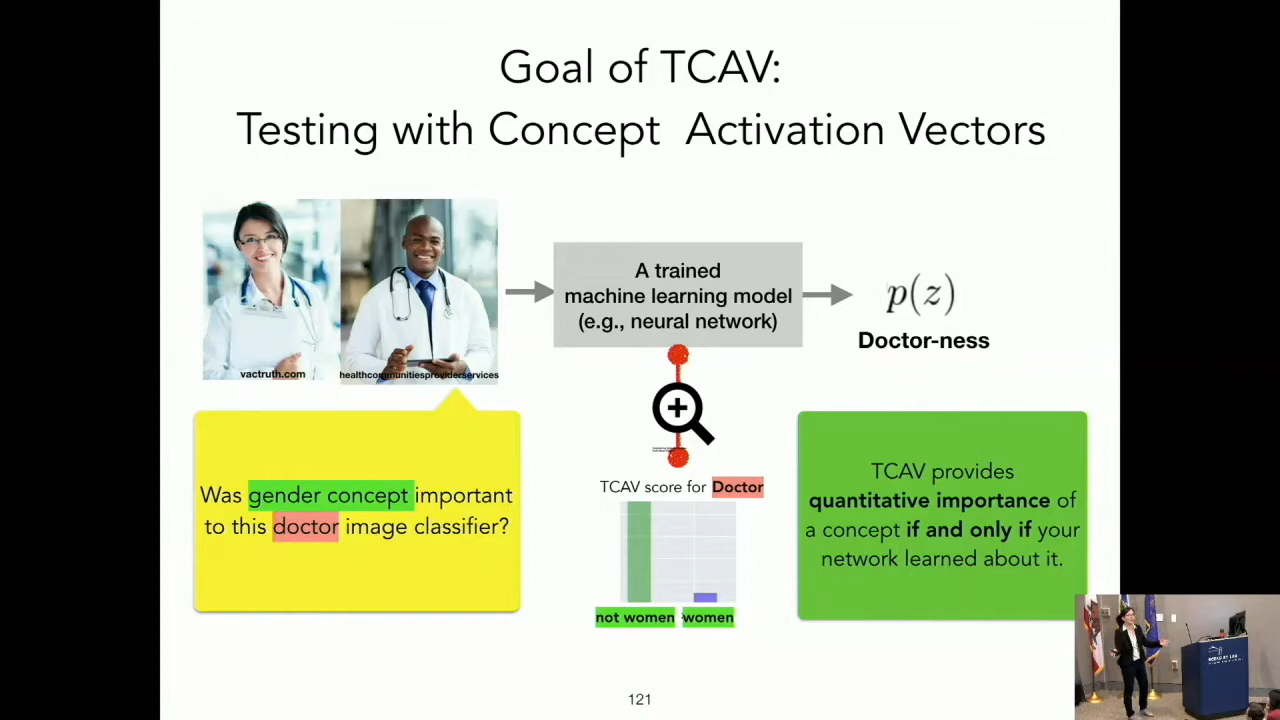 Goal of TCAV:
Testing with Concept Activation Vectors
vactruth.com
healthcommunitiesproviderservices
A trained
machine learning model
(e.g., neural network)
p(z)
Doctor-ness
Was gender concept important
to this doctor image classifier?
TCAV score for Doctor
not women
women
TCAV provides
quantitative importance of
a concept if and only if your
network learned about it.
BERKELEY LAB
121